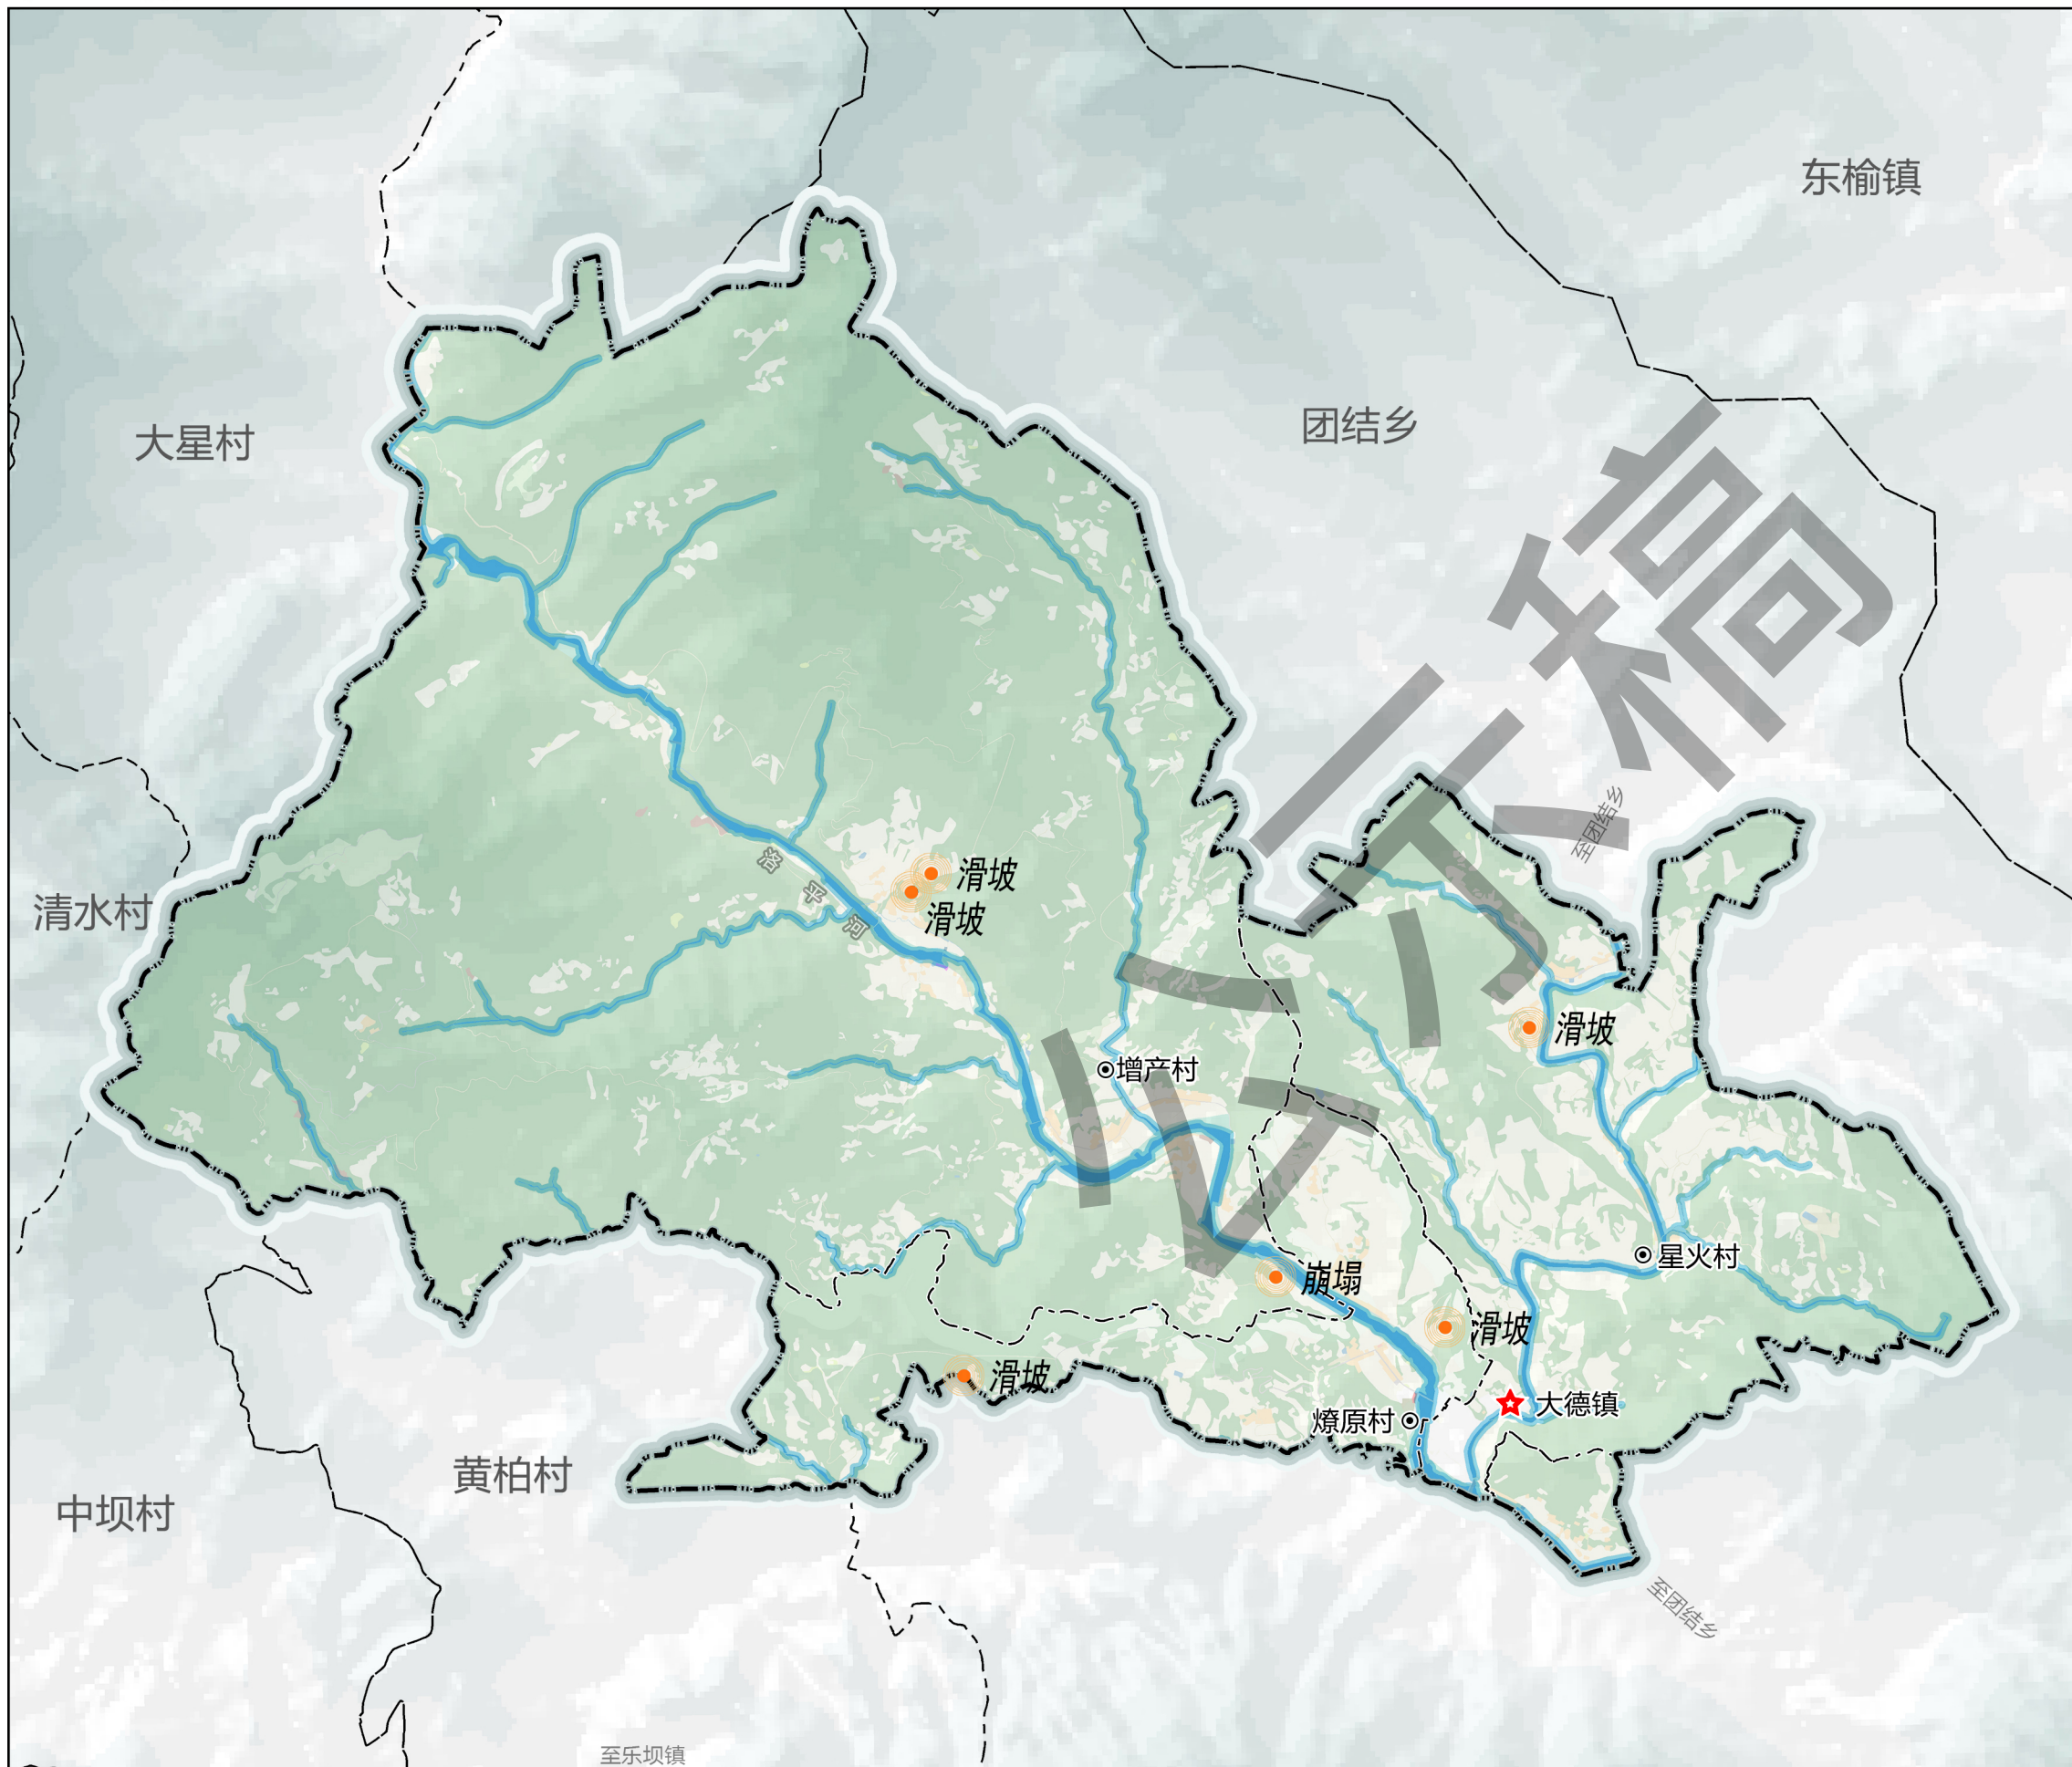 东榆镇
团结乡
大星村
至团结乡
滑坡
滑坡
清水村
平
河
滑坡
增产村
星火村
崩塌
滑坡
滑坡
大德镇
燎原村
黄柏村
中坝村
至团结乡
至乐坝镇
公示稿